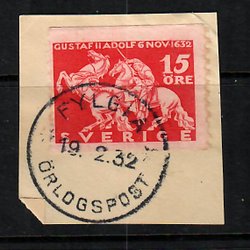 GUSTAF II ADOLF 6 NOV 1632
15
ÖRE
FYLGIA
19.2.32
SVERIGE
ÖRLOGSPOST